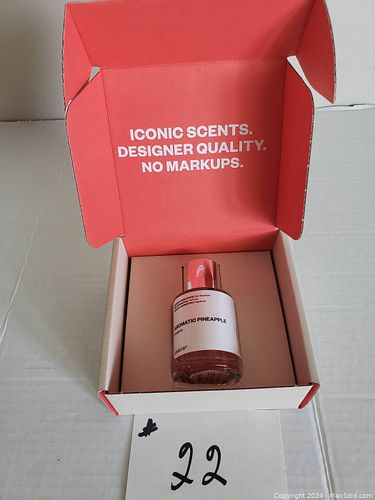 ICONIC SCENTS.
DESIGNER QUALITY.
NO MARKUPS.
AROMATIC PINEAPPLE
* 22
Copyright 2024 - MaxSold.com